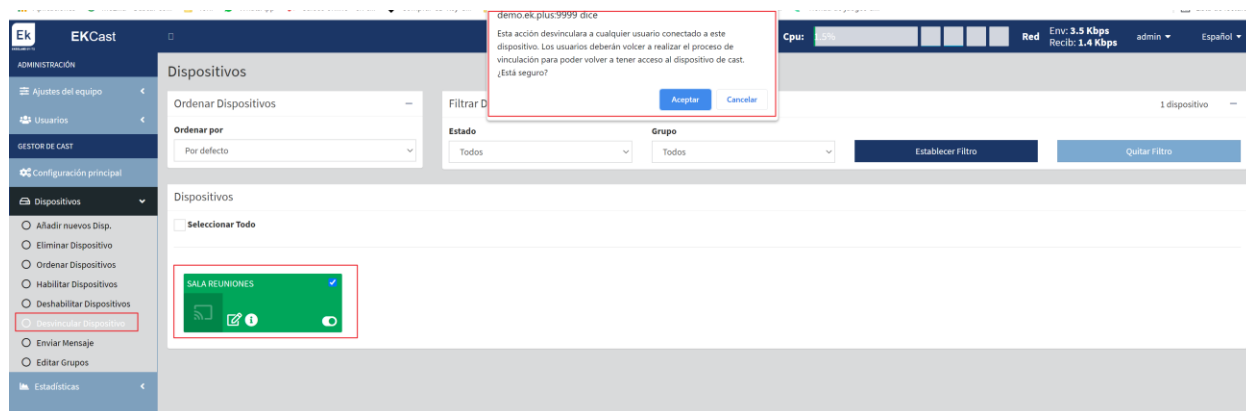 demo.ek.plus:9999 dice
Esta acción desvinculara a cualquier usuario conectado a este
dispositivo. Los usuarios deberán volcer a realizar el proceso de
vinculación para poder volver a tener acceso al dispositivo de cast.
¿Está seguro?
Aceptar Cancelar
Ek EKCast
Cpu: 1.5%
Red Env: 3.5 Kbps
Recib: 1.4 Kbps
admin Español
ADMINISTRACIÓN
Ajustes del equipo
Usuarios
GESTOR DE CAST
Configuración principal
Dispositivos
Añadir nuevos Disp.
Eliminar Dispositivo
Ordenar Dispositivos
Habilitar Dispositivos
Deshabilitar Dispositivos
Desvincular Dispositivo
Enviar Mensaje
Editar Grupos
Estadísticas
Dispositivos
Ordenar Dispositivos
Ordenar por
Por defecto
Filtrar D
1 dispositivo
Estado
Todos
Grupo
Todos
Establecer Filtro
Quitar Filtro
Dispositivos
Seleccionar Todo
SALA REUNIONES